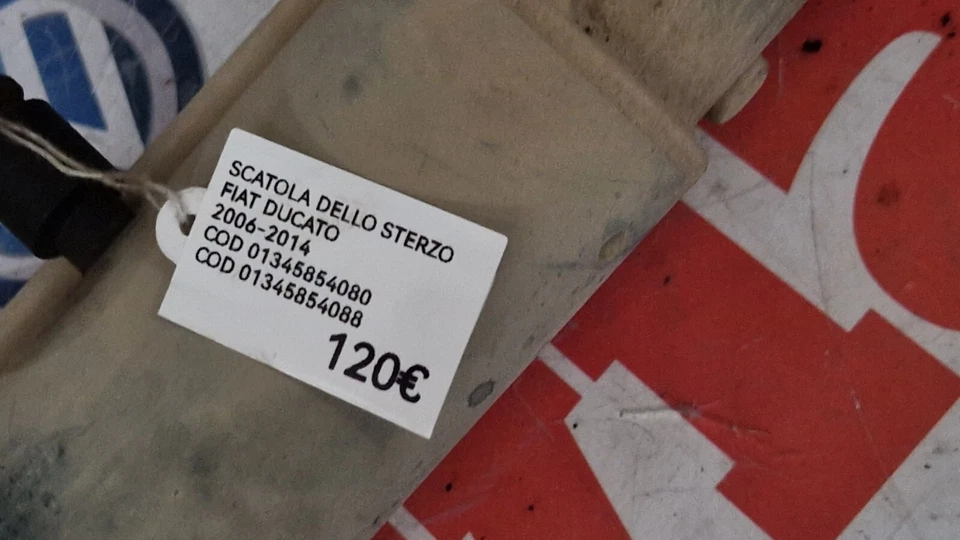 SCATOLA DELLO STERZO
FIAT DUCATO
2006-2014
COD 01345854080
COD 01345854088
120€